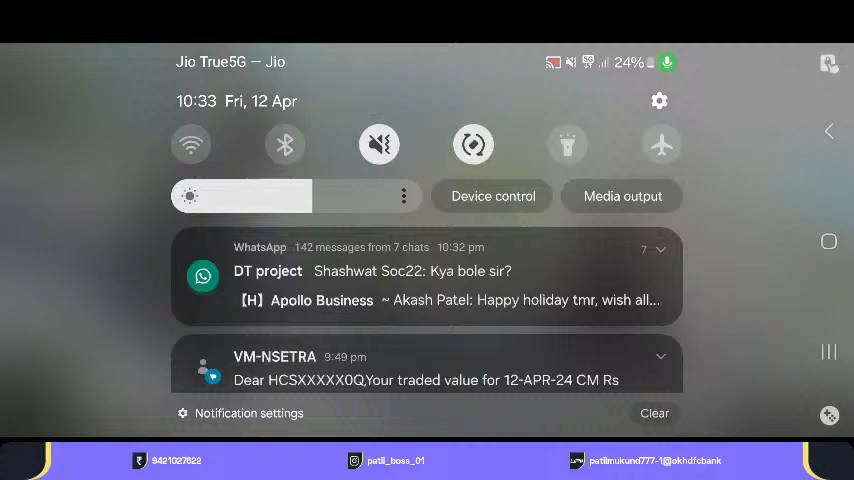 Jio True5G — Jio
24%
10:33 Fri, 12 Apr
Device control
Media output
WhatsApp 142 messages from 7 chats 10:32 pm
7
DT project Shashwat Soc22: Kya bole sir?
【H】Apollo Business ~ Akash Patel: Happy holiday tmr, wish all...
VM-NSETRA 9:49 pm
Dear HCSXXXXX0Q,Your traded value for 12-APR-24 CM Rs
Notification settings
Clear
₹ 9421027622
patil_boss_01
patilmukund777-1@okhdfcbank